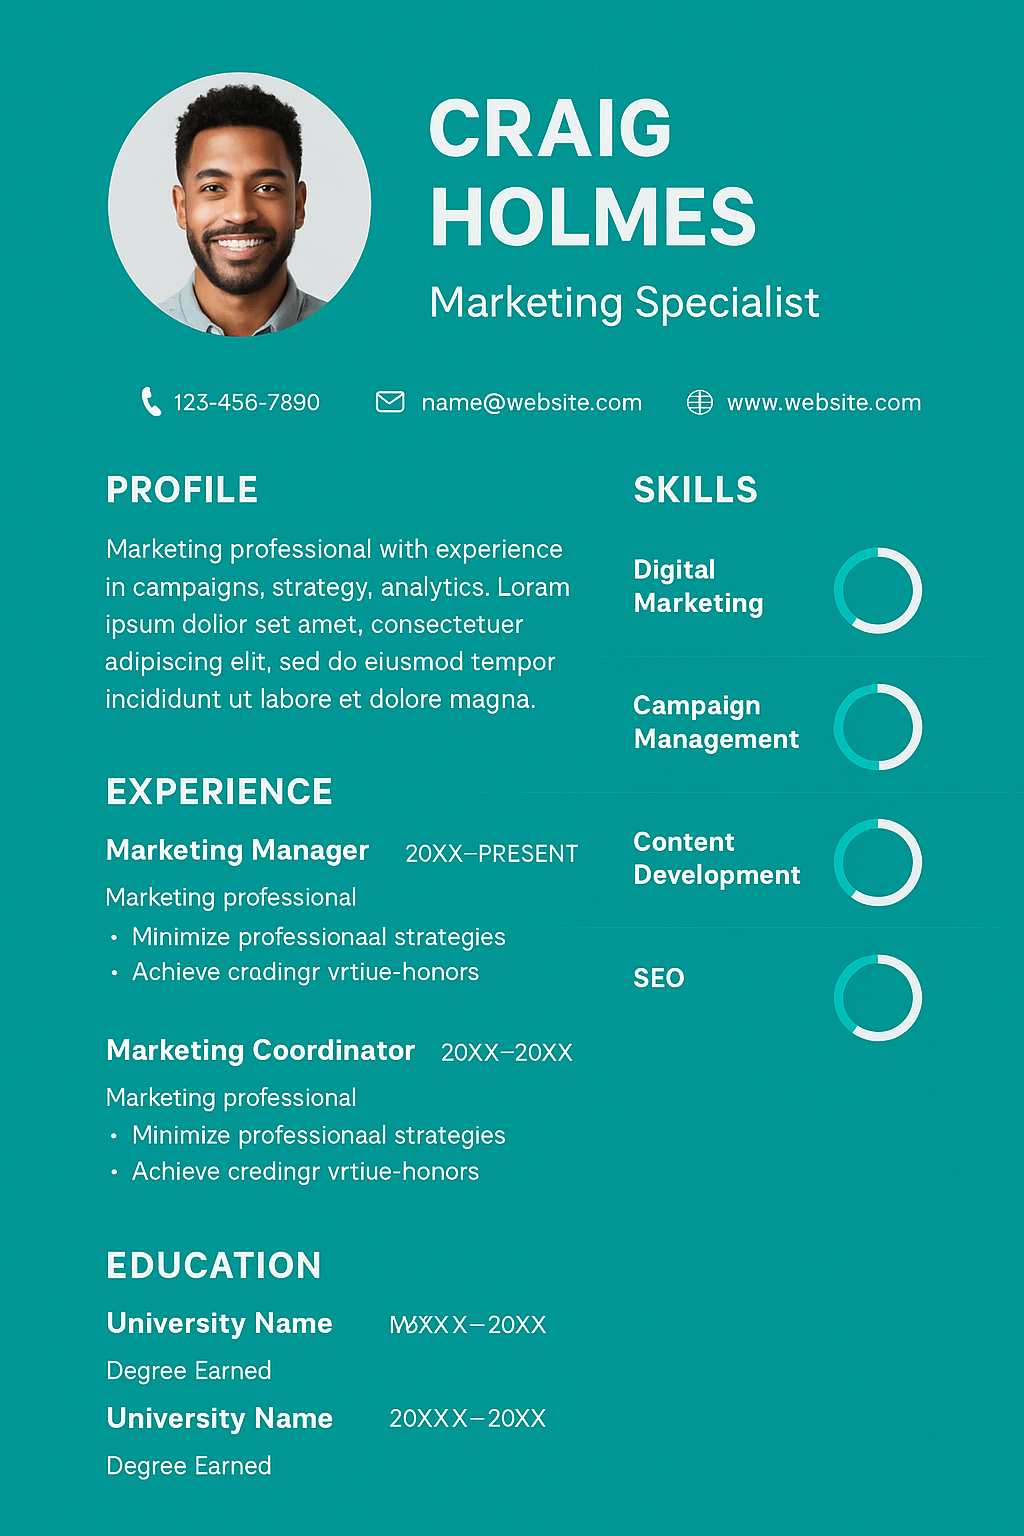 CRAIG
HOLMES
Marketing Specialist
123-456-7890
name@website.com
www.website.com
PROFILE
Marketing professional with experience
in campaigns, strategy, analytics. Loram
ipsum dolior set amet, consectetuer
adipiscing elit, sed do eiusmod tempor
incididunt ut labore et dolore magna.
EXPERIENCE
Marketing Manager 20XX–PRESENT
Marketing professional
• Minimize professionaal strategies
• Achieve cradingr vrtiue-honors
Marketing Coordinator 20XX–20XX
Marketing professional
• Minimize professionaal strategies
• Achieve credingr vrtiue-honors
EDUCATION
University Name –20XX
Degree Earned
University Name 20XXX–20XX
Degree Earned
SKILLS
Digital
Marketing
Campaign
Management
Content
Development
SEO